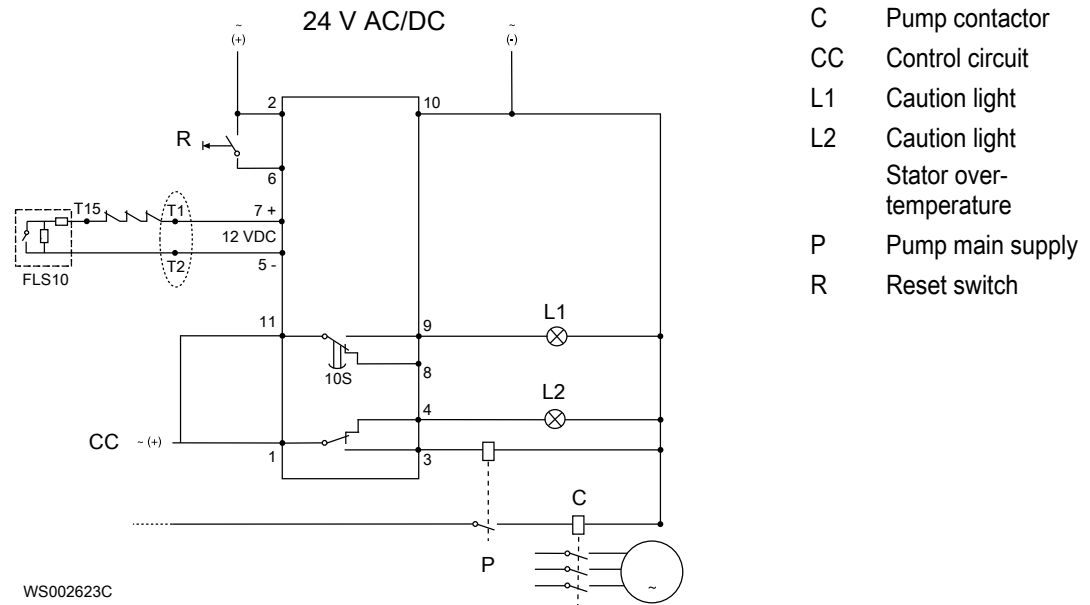 24 V AC/DC
~
(+)
~
(-)
2
10
R
6
T15
T1
7 +
12 VDC
T2
5 -
FLS10
11
9
L1
10S
8
4
L2
CC ~ (+)
1
3
C
P
~
WS002623C
C Pump contactor
CC Control circuit
L1 Caution light
L2 Caution light
Stator over-
temperature
P Pump main supply
R Reset switch